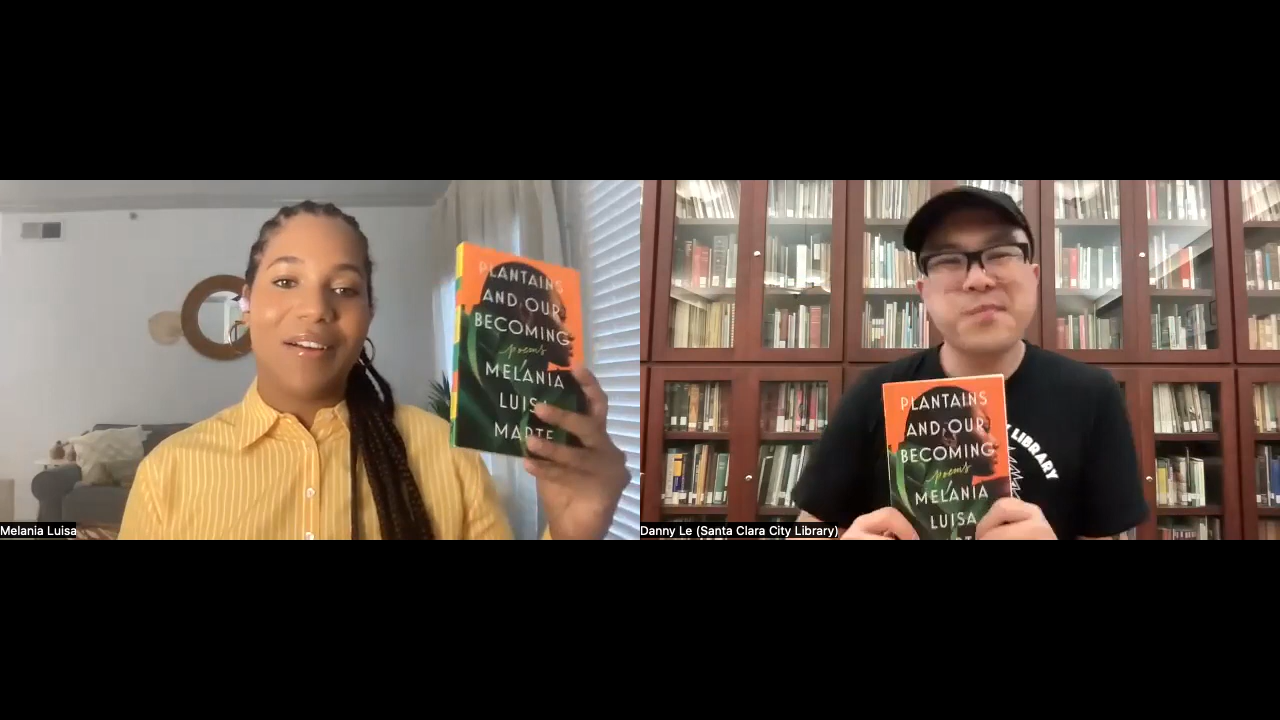 PLANTAINS
AND OUR
BECOMING
poems
MELANIA
LUISA
MARTE
Melania Luisa
PLANTAINS
AND OUR
BECOMING
poems
MELANIA
LUISA
LIBRARY
Danny Le (Santa Clara City Library)